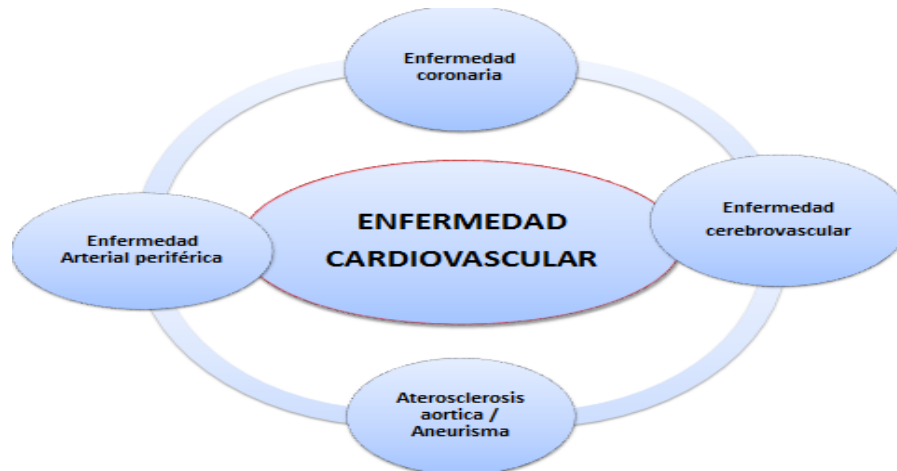 Enfermedad
coronaria
Enfermedad
cerebrovascular
ENFERMEDAD
CARDIOVASCULAR
Enfermedad
Arterial periférica
Aterosclerosis
aortica /
Aneurisma